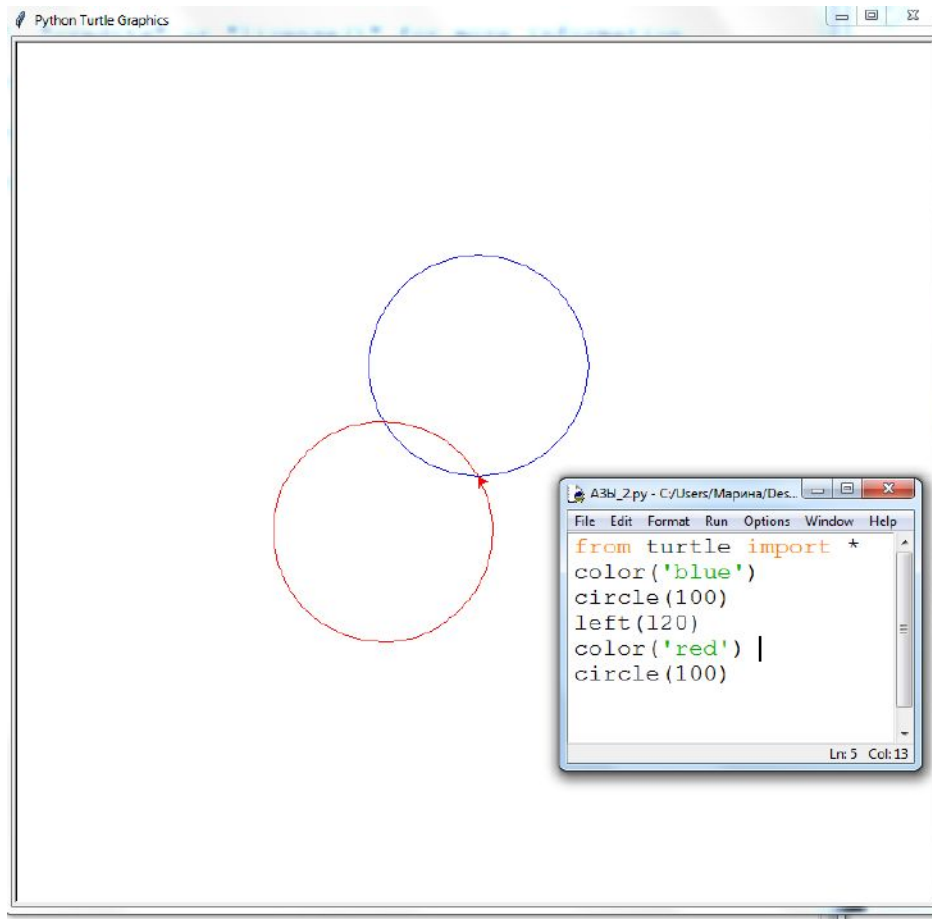 Python Turtle Graphics
АЗЫ_2.py - C:/Users/Марина/Des...
File Edit Format Run Options Window Help
from turtle import *
color('blue')
circle(100)
left(120)
color('red')
circle(100)
Ln: 5 Col: 13